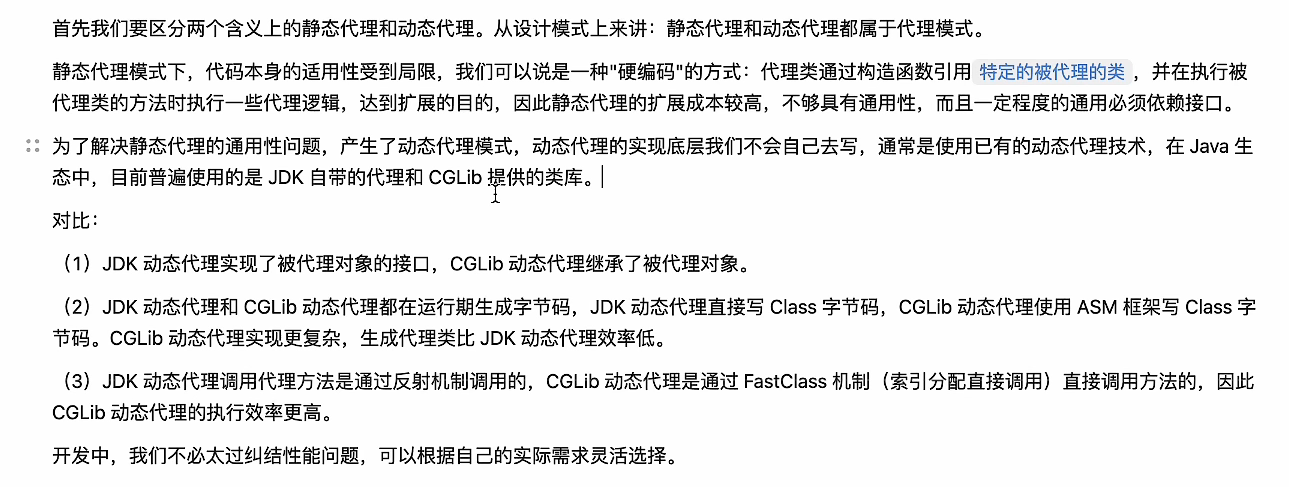 首先我们要区分两个含义上的静态代理和动态代理。从设计模式上来讲：静态代理和动态代理都属于代理模式。
静态代理模式下，代码本身的适用性受到局限，我们可以说是一种"硬编码"的方式：代理类通过构造函数引用 特定的被代理的类 ，并在执行被
代理类的方法时执行一些代理逻辑，达到扩展的目的，因此静态代理的扩展成本较高，不够具有通用性，而且一定程度的通用必须依赖接口。
为了解决静态代理的通用性问题，产生了动态代理模式，动态代理的实现底层我们不会自己去写，通常是使用已有的动态代理技术，在 Java 生
态中，目前普遍使用的是 JDK 自带的代理和 CGLib 提供的类库。
对比：
（1）JDK 动态代理实现了被代理对象的接口，CGLib 动态代理继承了被代理对象。
（2）JDK 动态代理和 CGLib 动态代理都在运行期生成字节码，JDK 动态代理直接写 Class 字节码，CGLib 动态代理使用 ASM 框架写 Class 字
节码。CGLib 动态代理实现更复杂，生成代理类比 JDK 动态代理效率低。
（3）JDK 动态代理调用代理方法是通过反射机制调用的，CGLib 动态代理是通过 FastClass 机制（索引分配直接调用）直接调用方法的，因此
CGLib 动态代理的执行效率更高。
开发中，我们不必太过纠结性能问题，可以根据自己的实际需求灵活选择。